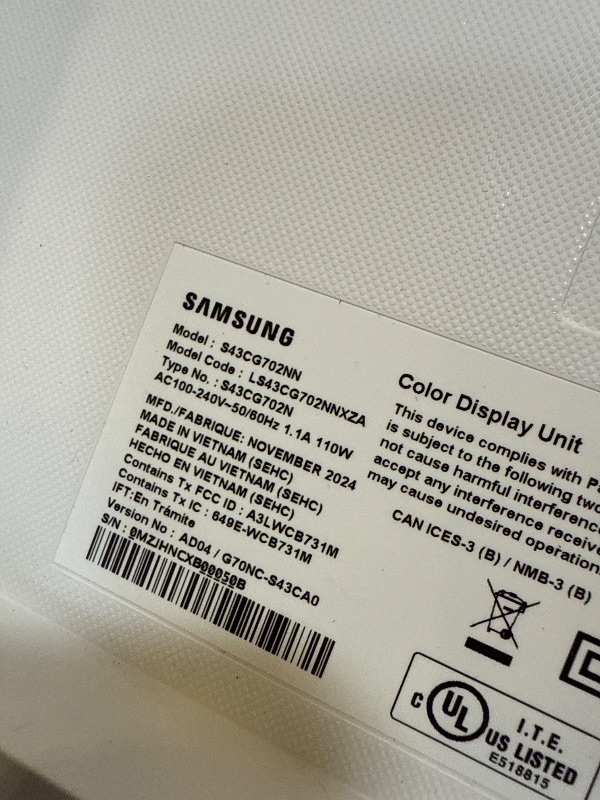 SAMSUNG
Model : S43CG702NN
Model Code : LS43CG702NNXZA
Type No. : S43CG702N
AC100-240V~50/60Hz 1.1A 110W
MFD./FABRIQUE: NOVEMBER 2024
MADE IN VIETNAM (SEHC)
FABRIQUE AU VIETNAM (SEHC)
HECHO EN VIETNAM (SEHC)
Contains Tx FCC ID : A3LWCB731M
Contains Tx IC : 649E-WCB731M
IFT:En Trámite
Version No : AD04 / G70NC-S43CA0
S/N : 0MZJHNCXB00050B
Color Display Unit
This device complies with
is subject to the following two
not cause harmful interference
accept any interference
may cause undesired operation
CAN ICES-3 (B) / NMB-3 (B)
C UL US LISTED
I.T.E.
E518815